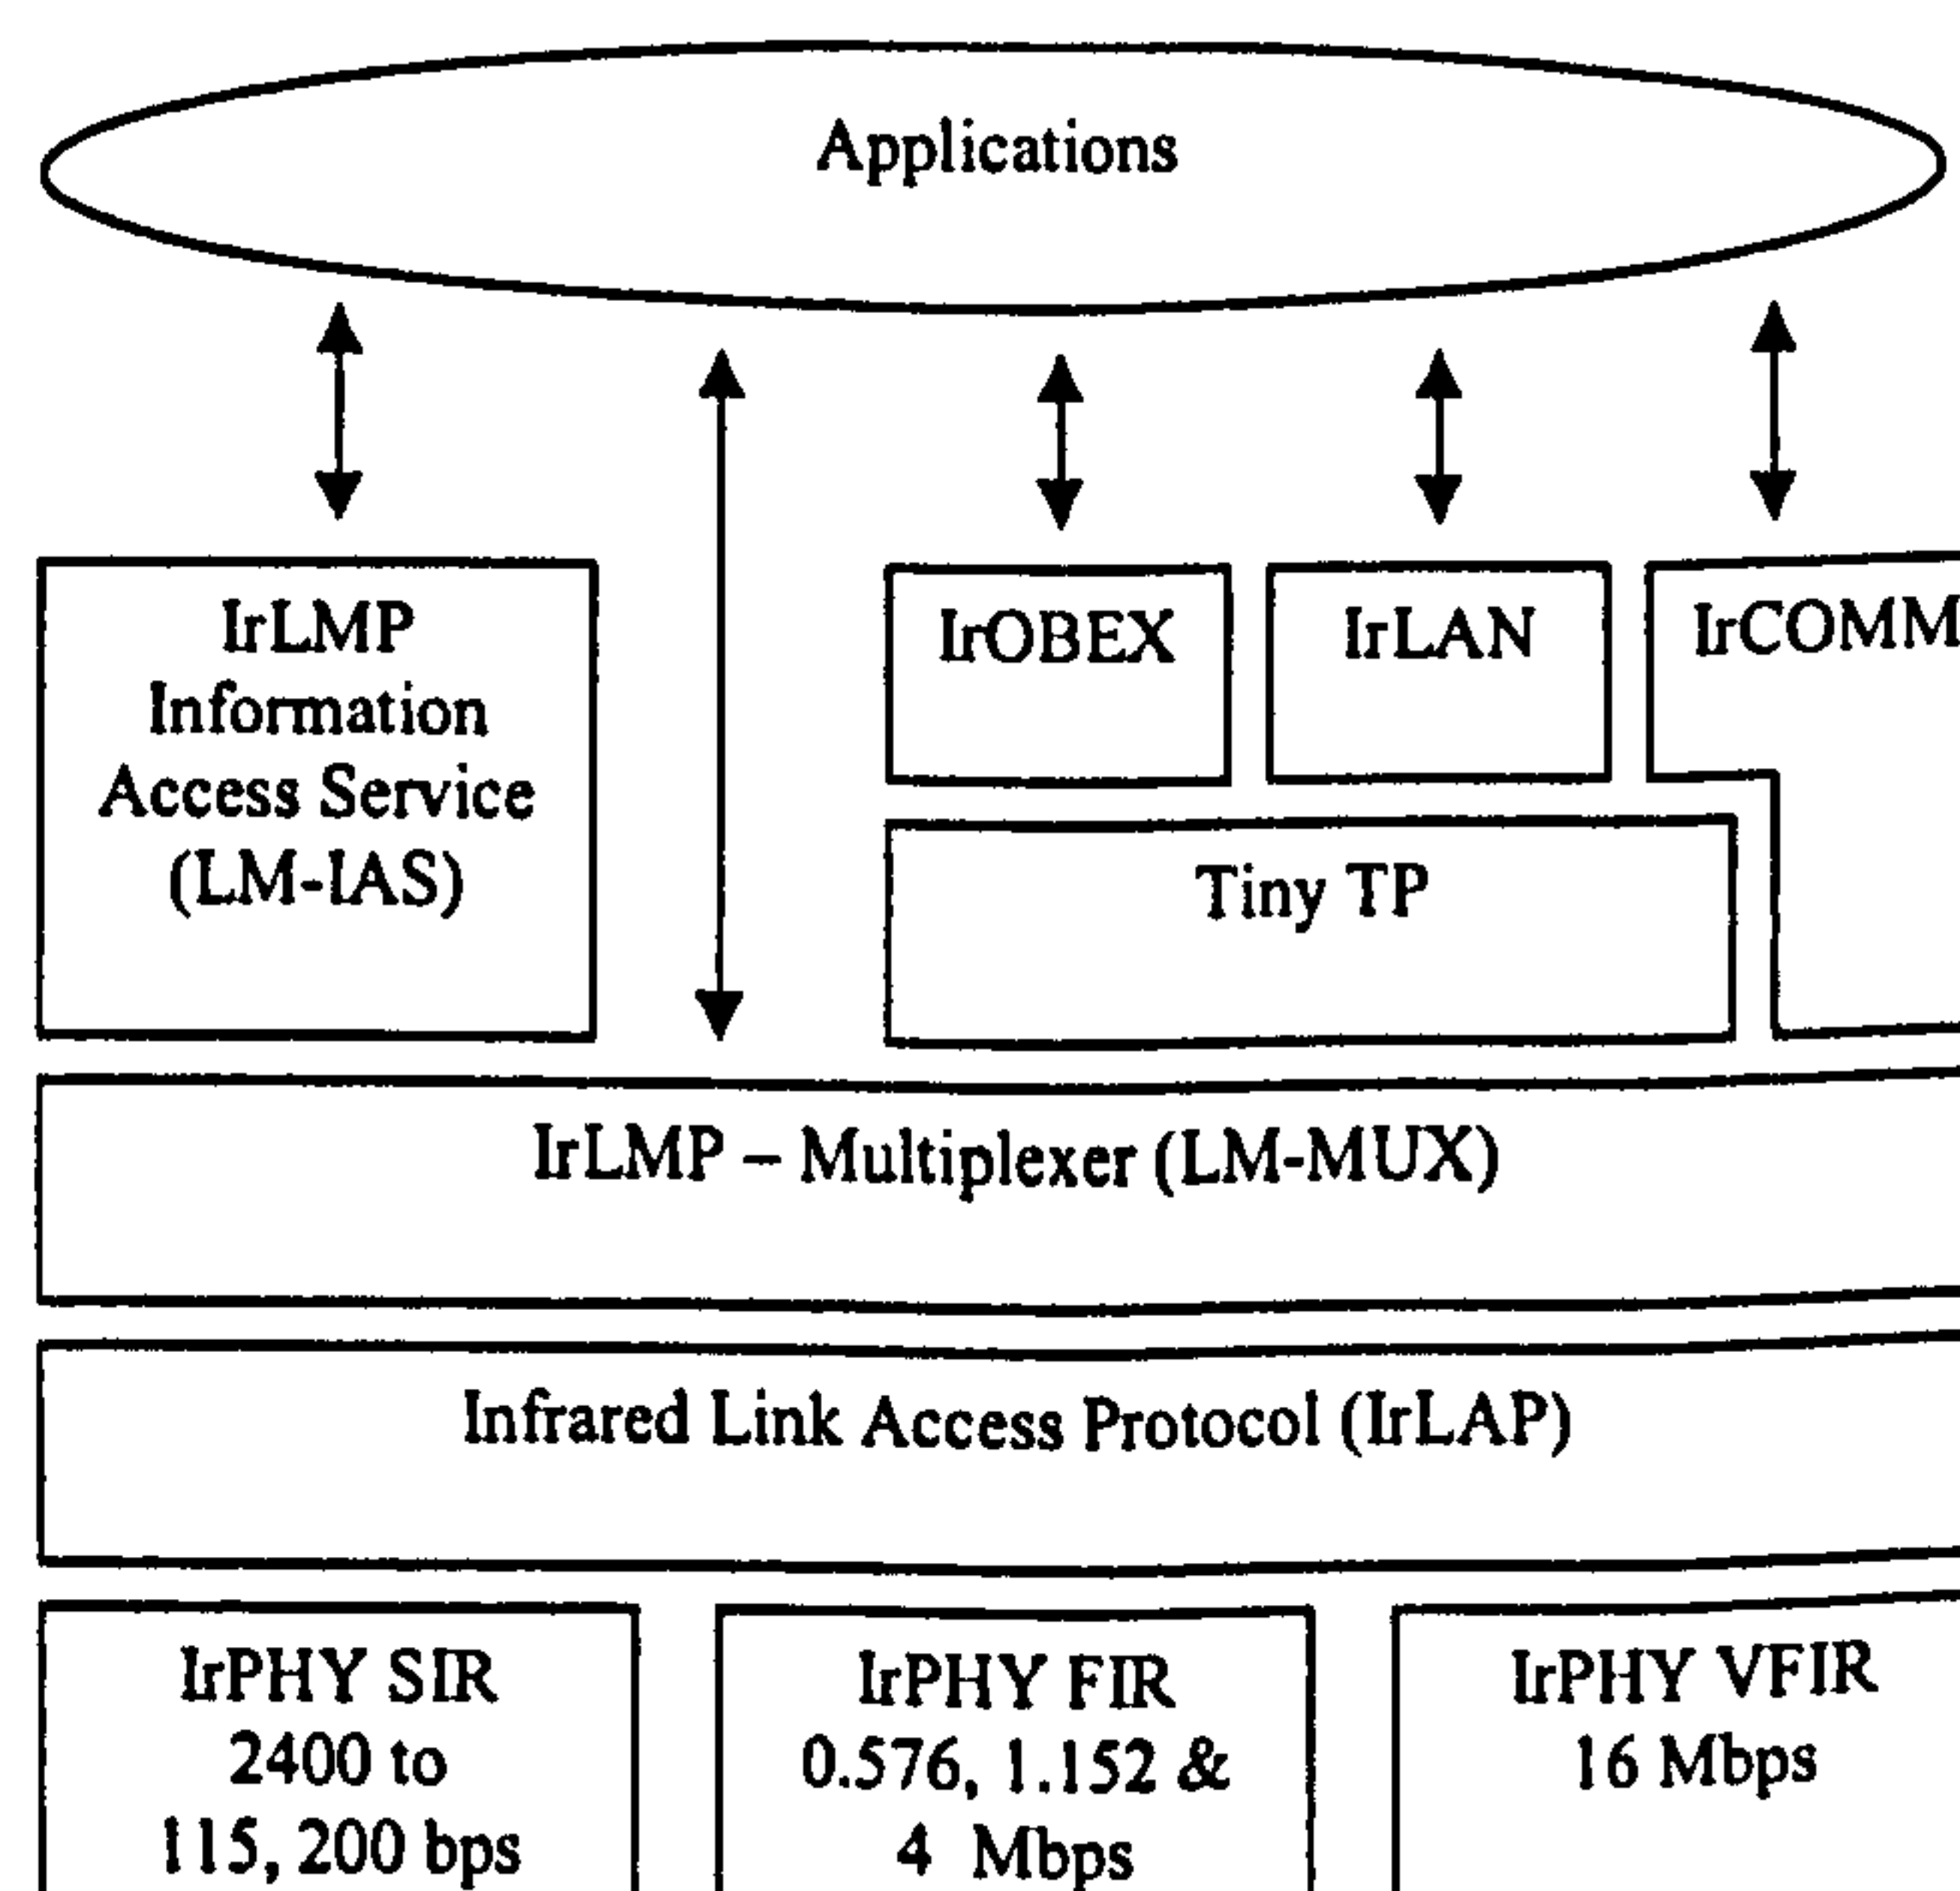 Applications
IrLMP
Information
Access Service
(LM-IAS)
IrOBEX
IrLAN
IrCOMM
Tiny TP
IrLMP – Multiplexer (LM-MUX)
Infrared Link Access Protocol (IrLAP)
IrPHY SIR
2400 to
115, 200 bps
IrPHY FIR
0.576, 1.152 &
4 Mbps
IrPHY VFIR
16 Mbps